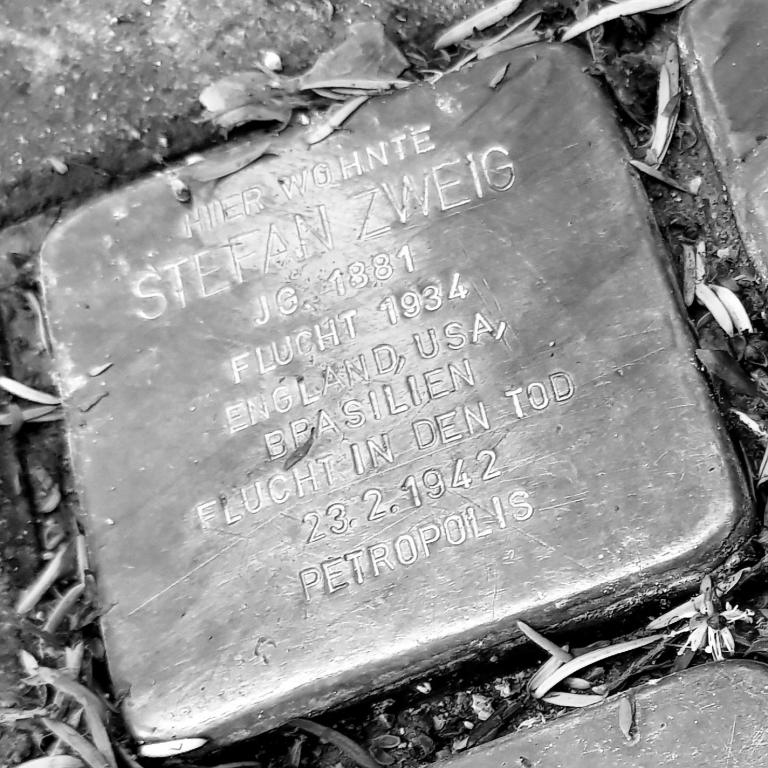 HIER WOHNTE
STEFAN ZWEIG
JG. 1881
FLUCHT 1934
ENGLAND, USA,
BRASILIEN
FLUCHT IN DEN TOD
23.2.1942
PETROPOLIS